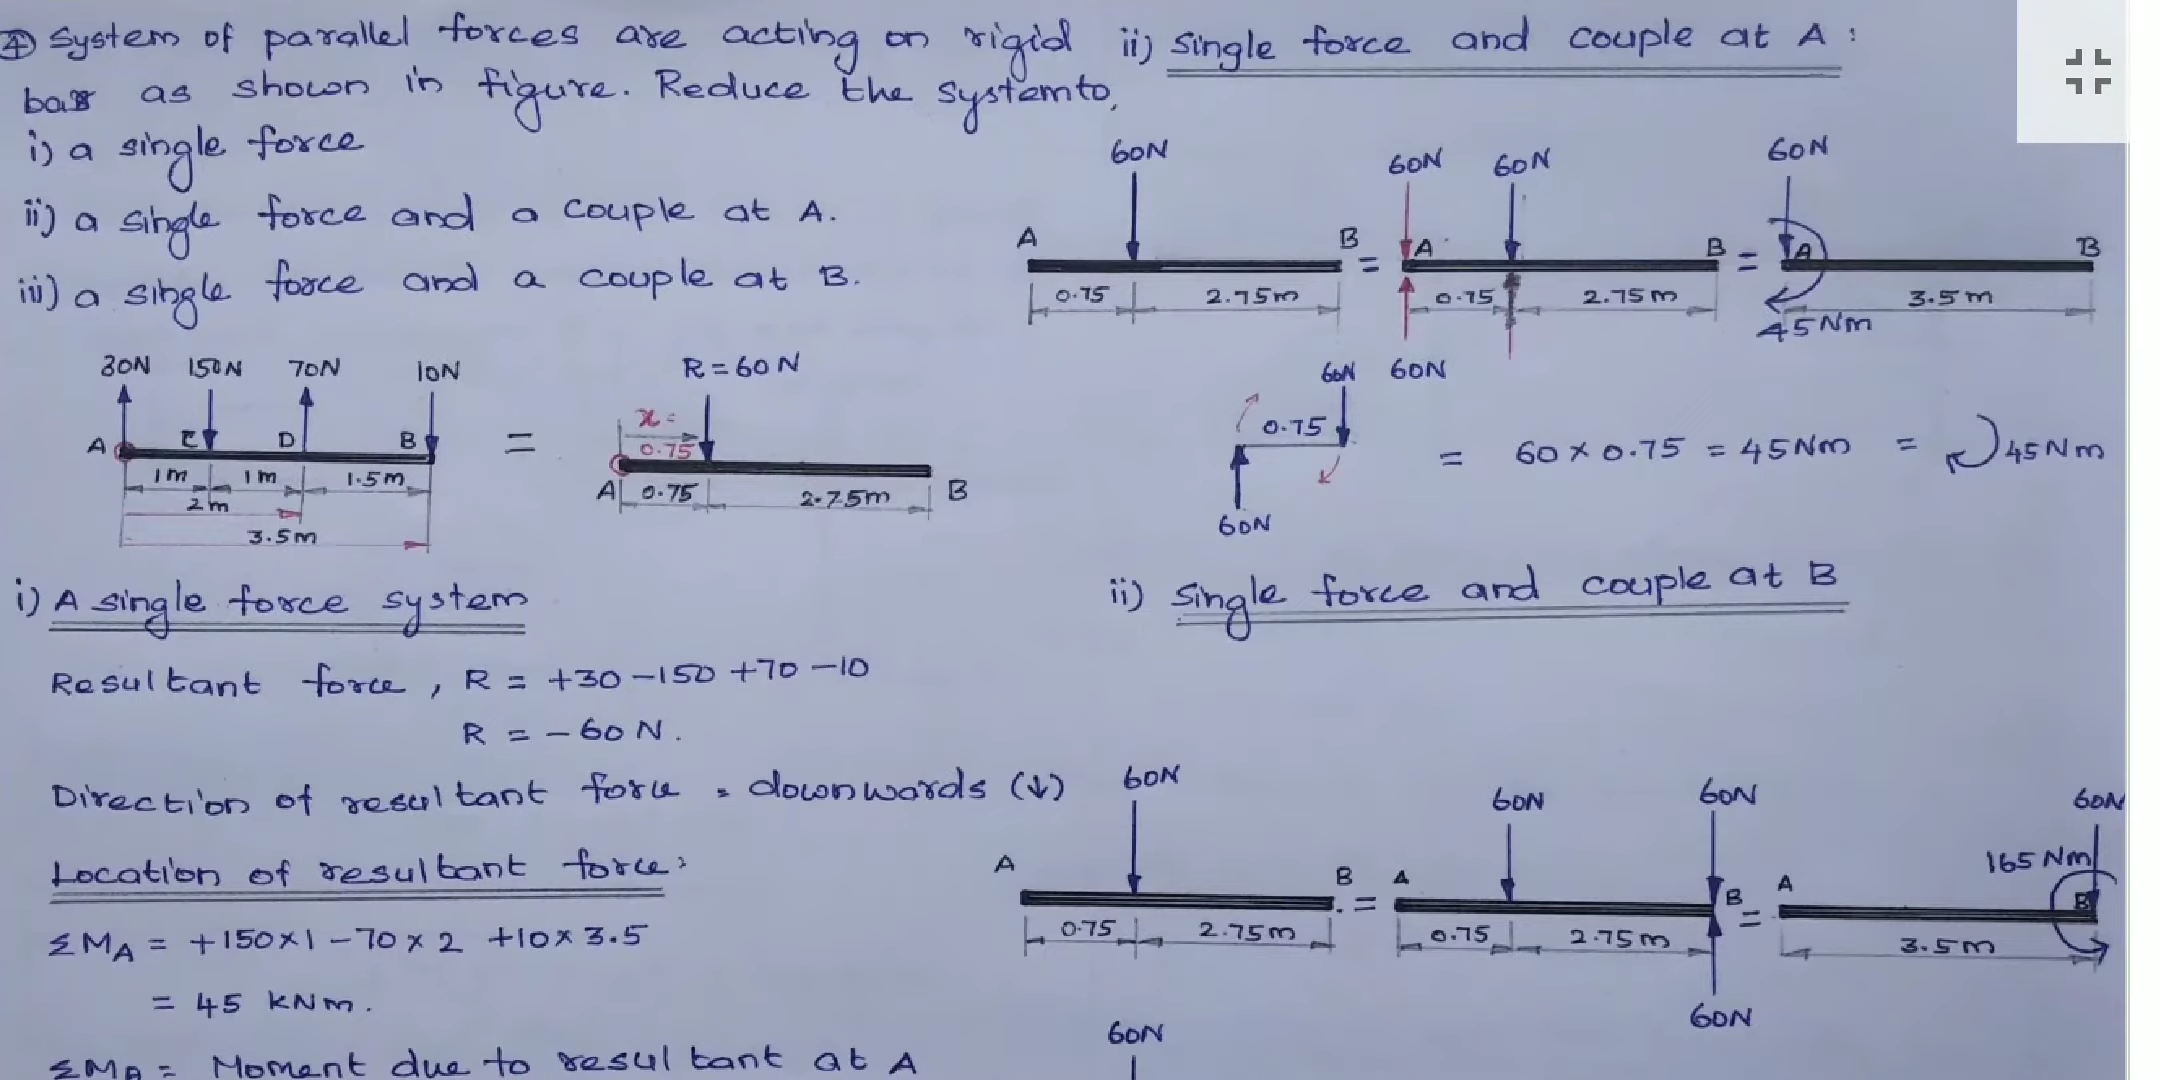 4) System of parallel forces are acting on rigid
bar as shown in figure. Reduce the system to,
i) a single force
ii) a single force and a couple at A.
iii) a single force and a couple at B.
30N 150N 70N 10N
A C D B
1m 1m 1.5m
2m
3.5m
=
R = 60N
x =
0.75
A 0.75 2.75m B
i) A single force system
Resultant force, R = +30 -150 +70 -10
R = -60 N.
Direction of resultant force = downwards (↓)
Location of resultant force:
ΣMA = +150×1 - 70×2 +10×3.5
= 45 kNm.
ΣMA = Moment due to resultant at A
ii) single force and couple at A :
60N 60N 60N 60N
A B = A B = A B
0.75 2.75m 0.75 2.75m 3.5m
45Nm
60N
60N
0.75
60N
= 60 × 0.75 = 45Nm = 45Nm
ii) single force and couple at B
60N 60N 60N 60N
165 Nm
A B = A B = A B
0.75 2.75m 0.75 2.75m 3.5m
60N
60N